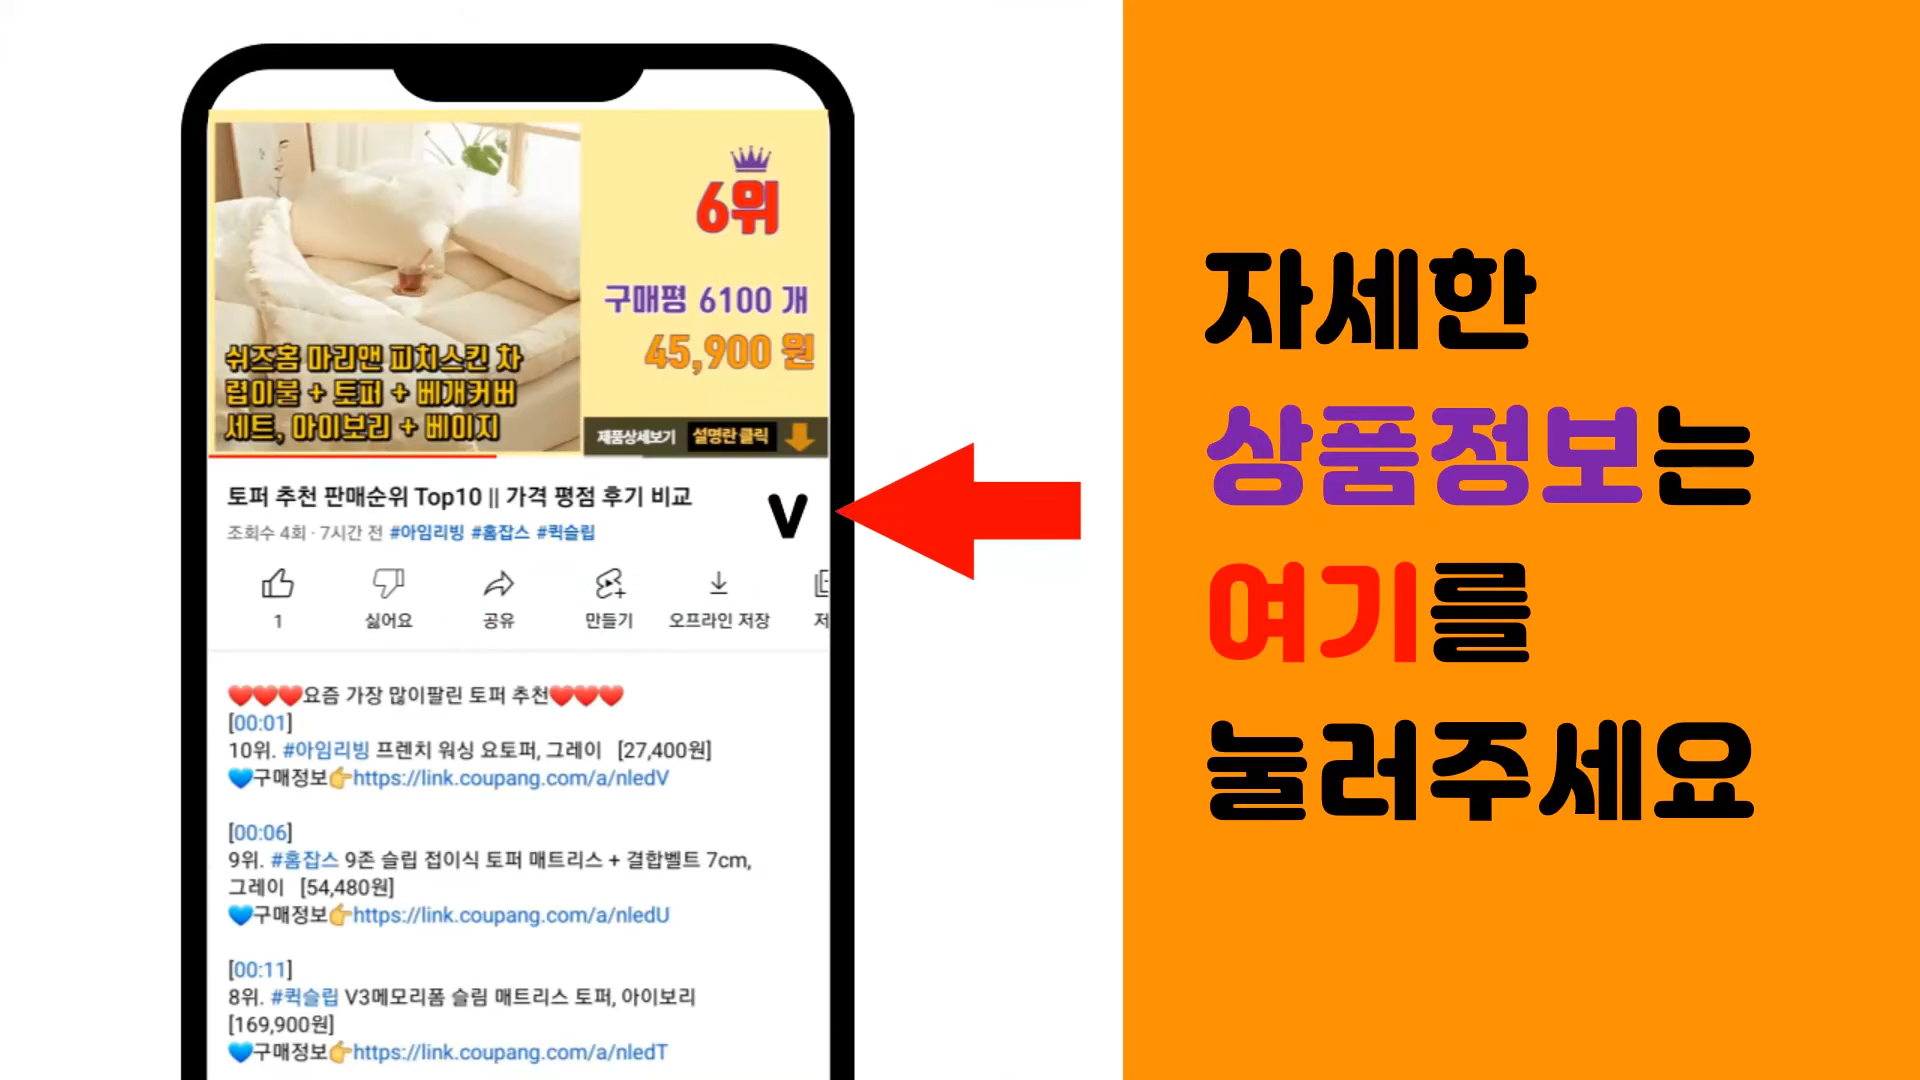 6위
구매평 6100 개
45,900 원
쉬즈홈 마리앤 피치스킨 차
렵이불 + 토퍼 + 베개커버
세트, 아이보리 + 베이지
제품상세보기 설명란 클릭
토퍼 추천 판매순위 Top10 || 가격 평점 후기 비교
V
조회수 4회 · 7시간 전 #아임리빙 #홈잡스 #퀵슬립
1 싫어요 공유 만들기 오프라인 저장 저
❤️❤️❤️요즘 가장 많이팔린 토퍼 추천❤️❤️❤️
[00:01]
10위. #아임리빙 프렌치 워싱 요토퍼, 그레이 [27,400원]
💙구매정보👉https://link.coupang.com/a/nledV
[00:06]
9위. #홈잡스 9존 슬립 접이식 토퍼 매트리스 + 결합벨트 7cm,
그레이 [54,480원]
💙구매정보👉https://link.coupang.com/a/nledU
[00:11]
8위. #퀵슬립 V3메모리폼 슬림 매트리스 토퍼, 아이보리
[169,900원]
💙구매정보👉https://link.coupang.com/a/nledT
자세한
상품정보는
여기를
눌러주세요